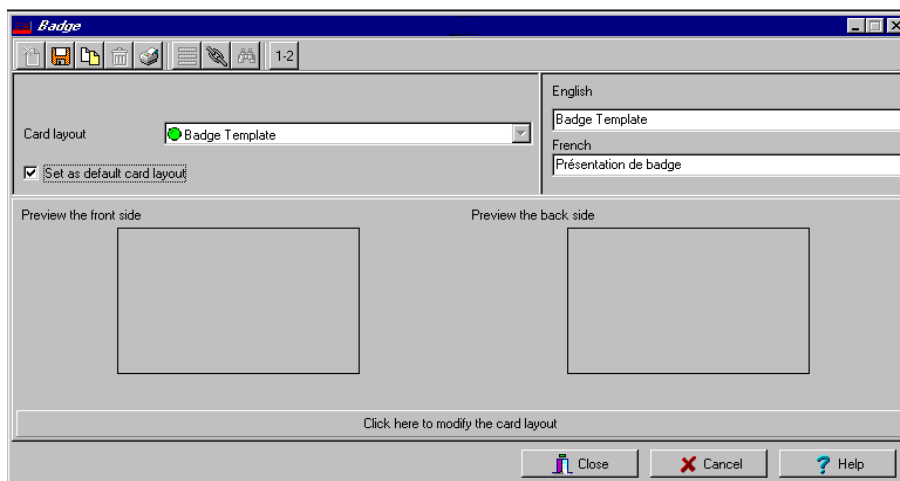 Badge
1-2
English
Badge Template
Card layout
Badge Template
French
Présentation de badge
Set as default card layout
Preview the front side
Preview the back side
Click here to modify the card layout
Close
Cancel
? Help